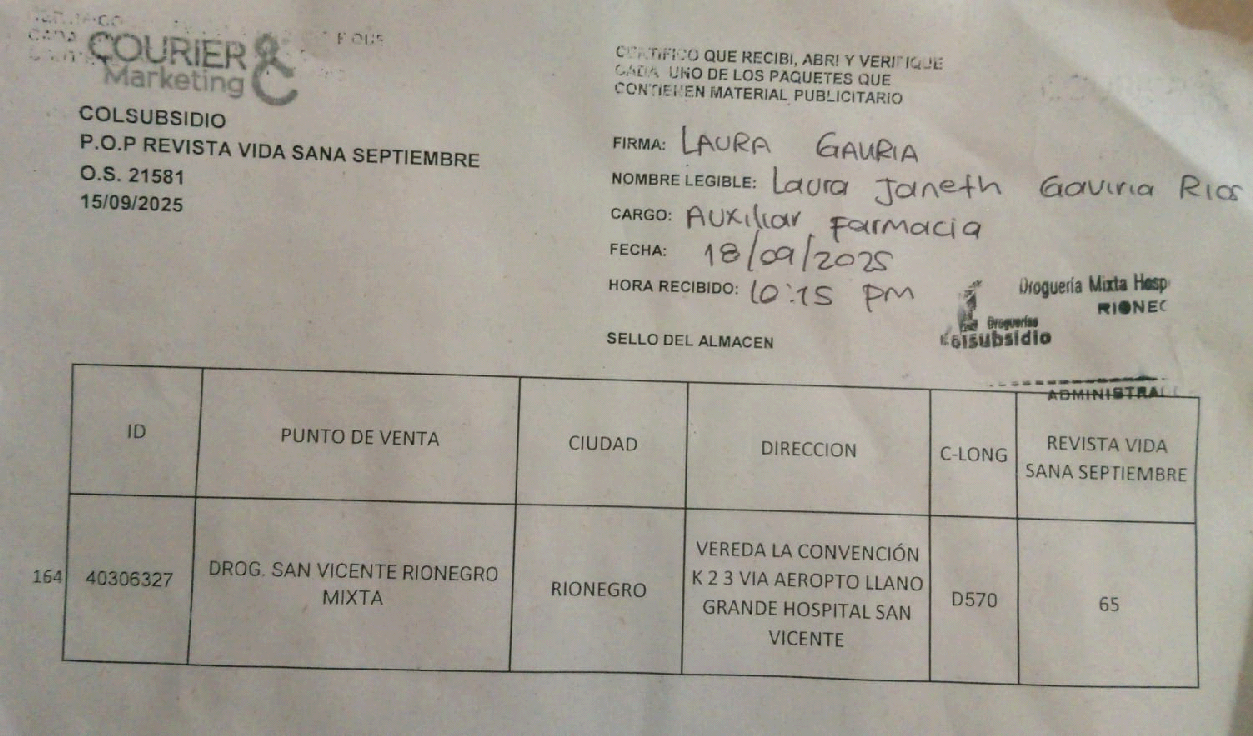 COURIER
Marketing
COLSUBSIDIO
P.O.P REVISTA VIDA SANA SEPTIEMBRE
O.S. 21581
15/09/2025
CERTIFICO QUE RECIBI, ABRI Y VERIFIQUE
CADA UNO DE LOS PAQUETES QUE
CONTIENEN MATERIAL PUBLICITARIO
FIRMA: LAURA GAURIA
NOMBRE LEGIBLE: Laura Janeth Gaviria Rios
CARGO: Auxiliar Farmacia
FECHA: 18/09/2025
HORA RECIBIDO: 10:15 PM
Droguería Mixta Hosp
RIONEG
Droguerías
Colsubsidio
SELLO DEL ALMACEN
ADMINISTRA
ID PUNTO DE VENTA CIUDAD DIRECCION C-LONG REVISTA VIDA SANA SEPTIEMBRE
164 40306327 DROG. SAN VICENTE RIONEGRO MIXTA RIONEGRO VEREDA LA CONVENCIÓN K 2 3 VIA AEROPTO LLANO GRANDE HOSPITAL SAN VICENTE D570 65